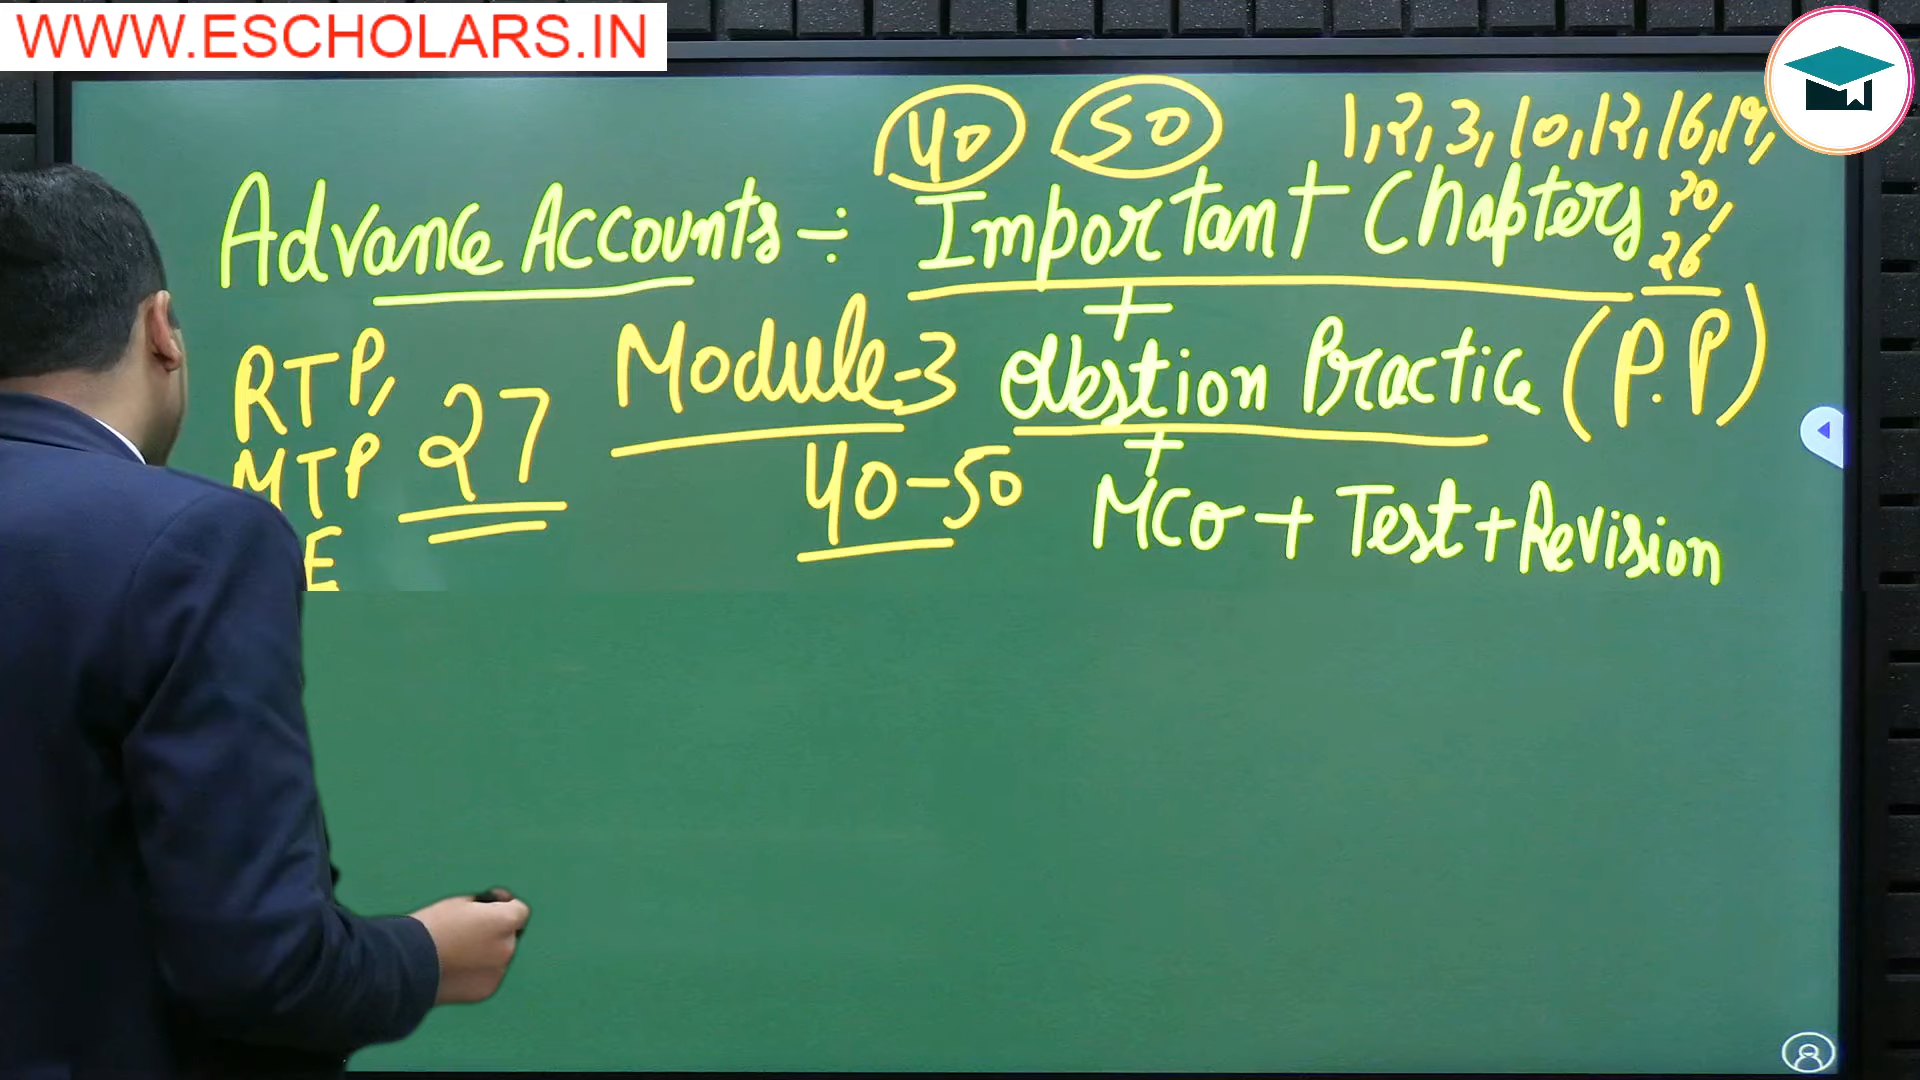 WWW.ESCHOLARS.IN
40 50 1, 2, 3, 10, 12, 16, 19,
20,
26
Advance Accounts ÷ Important Chapters
+
RTP, 27 Module-3 Question Practice (P.P)
+
MTP 40-50 MCQ + Test + Revision
E